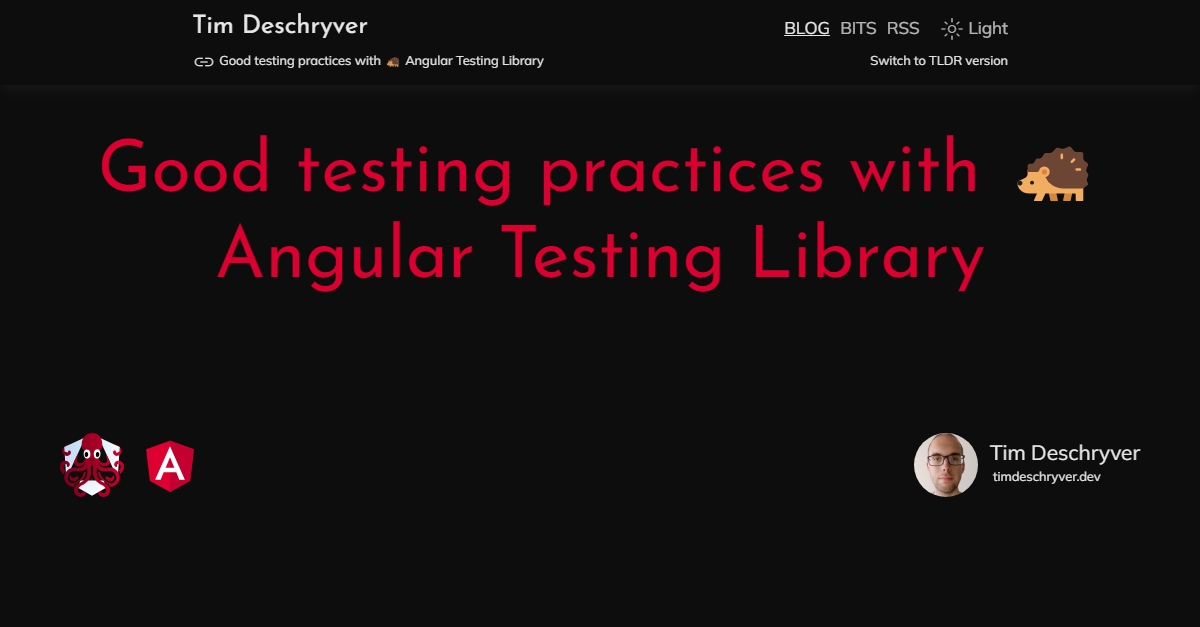 Tim Deschryver
BLOG BITS RSS Light
Good testing practices with 🦔 Angular Testing Library
Switch to TLDR version
Good testing practices with 🦔
Angular Testing Library
A
Tim Deschryver
timdeschryver.dev